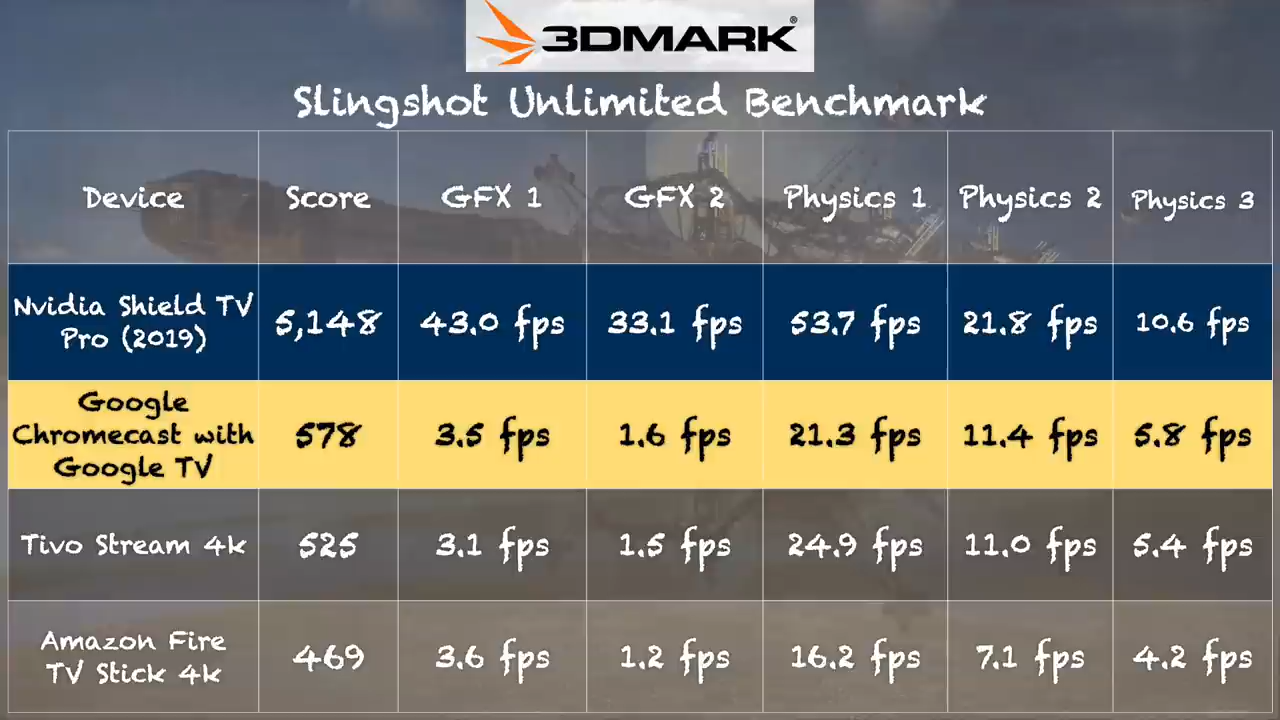 3DMARK®
Slingshot Unlimited Benchmark
Device Score GFX 1 GFX 2 Physics 1 Physics 2 Physics 3
Nvidia Shield TV
Pro (2019) 5,148 43.0 fps 33.1 fps 53.7 fps 21.8 fps 10.6 fps
Google
Chromecast with
Google TV 578 3.5 fps 1.6 fps 21.3 fps 11.4 fps 5.8 fps
Tivo Stream 4k 525 3.1 fps 1.5 fps 24.9 fps 11.0 fps 5.4 fps
Amazon Fire
TV Stick 4k 469 3.6 fps 1.2 fps 16.2 fps 7.1 fps 4.2 fps